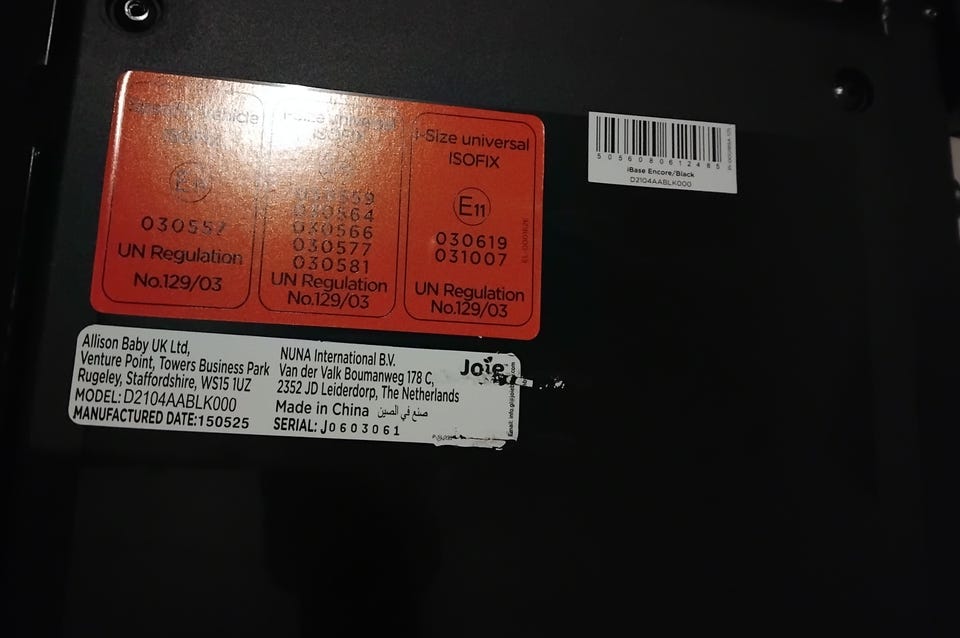 030557
UN Regulation
No.129/03
030564
030566
030577
030581
UN Regulation
No.129/03
i-Size universal
ISOFIX
E11
030619
031007
UN Regulation
No.129/03
5056080612485
iBase Encore/Black
D2104AABLK000
Allison Baby UK Ltd,
Venture Point, Towers Business Park
Rugeley, Staffordshire, WS15 1UZ
MODEL: D2104AABLK000
MANUFACTURED DATE:150525
NUNA International B.V.
Van der Valk Boumanweg 178 C,
2352 JD Leiderdorp, The Netherlands
Made in China صنع في الصين
SERIAL: J0603061
Joie